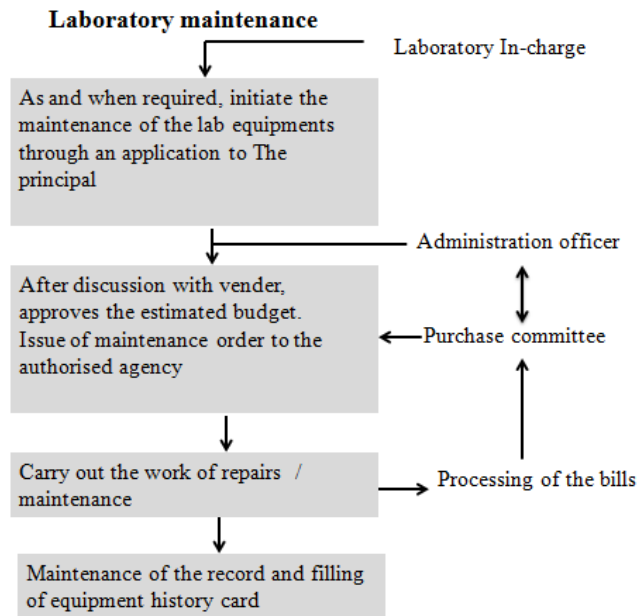 Laboratory maintenance
Laboratory In-charge
As and when required, initiate the
maintenance of the lab equipments
through an application to The
principal
Administration officer
After discussion with vender,
approves the estimated budget.
Issue of maintenance order to the
authorised agency
Purchase committee
Carry out the work of repairs /
maintenance
Processing of the bills
Maintenance of the record and filling
of equipment history card